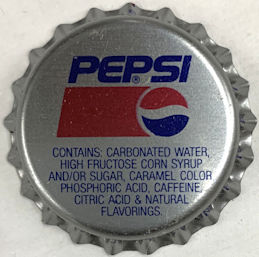 PEPSI
®
CONTAINS: CARBONATED WATER,
HIGH FRUCTOSE CORN SYRUP
AND/OR SUGAR, CARAMEL COLOR
PHOSPHORIC ACID, CAFFEINE,
CITRIC ACID & NATURAL
FLAVORINGS.